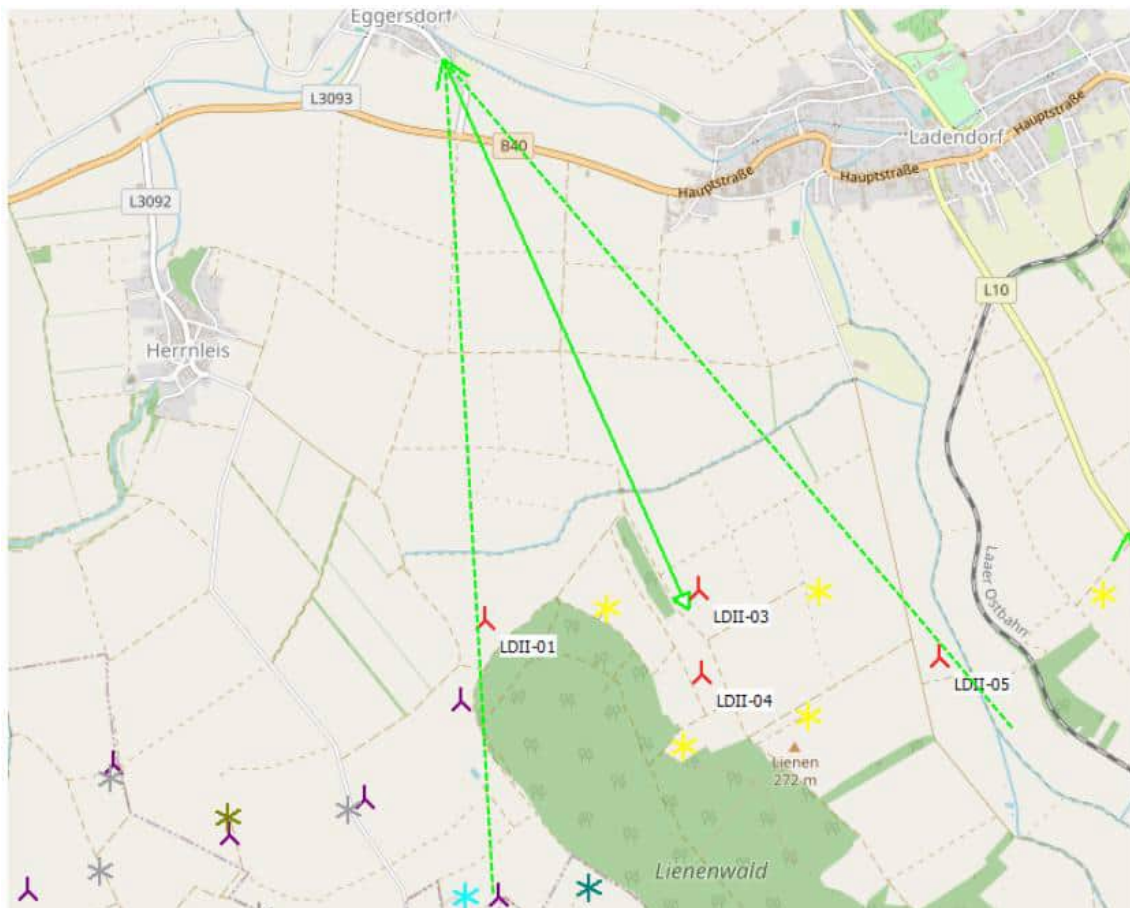 Eggersdorf
L3093
Ladendorf
Hauptstraße
B40
Hauptstraße
Hauptstraße
L3092
L10
Herrnleis
Laaer Ostbahn
LDII-03
LDII-01
LDII-05
LDII-04
Lienen
272 m
Lienenwald